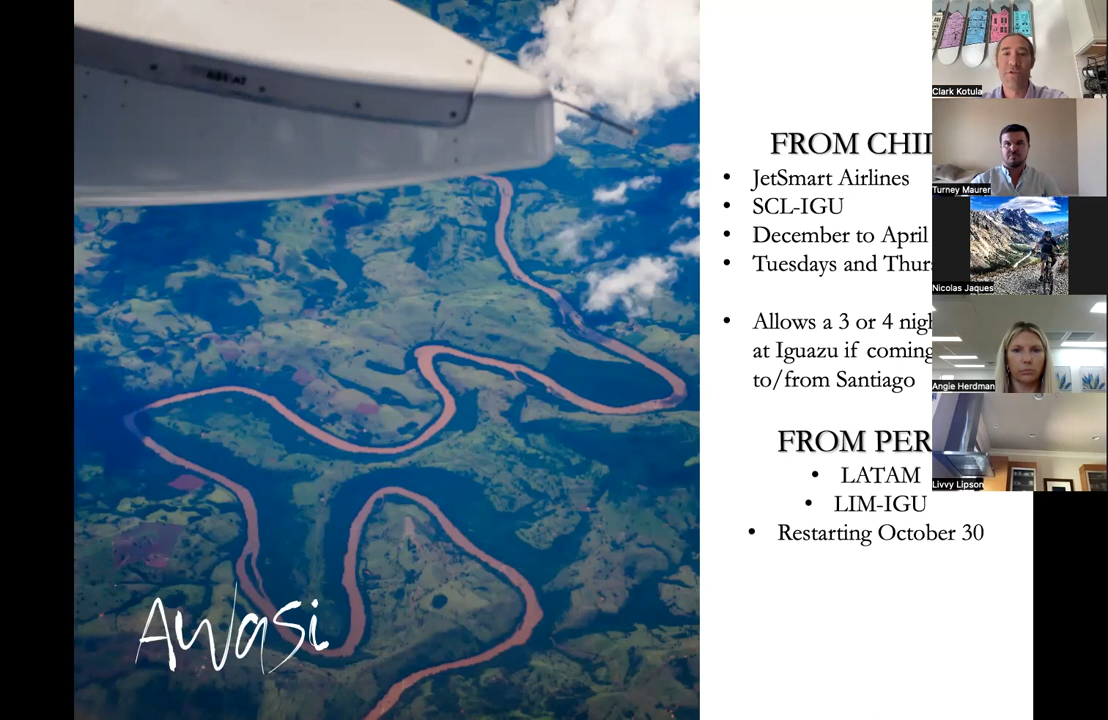 FROM CHIL
• JetSmart Airlines
• SCL-IGU
• December to April
• Tuesdays and Thurs
• Allows a 3 or 4 nigh
at Iguazu if coming
to/from Santiago
FROM PER
• LATAM
• LIM-IGU
• Restarting October 30
AWasi
Clark Kotula
Turney Maurer
Nicolas Jaques
Angie Herdman
Livvy Lipson